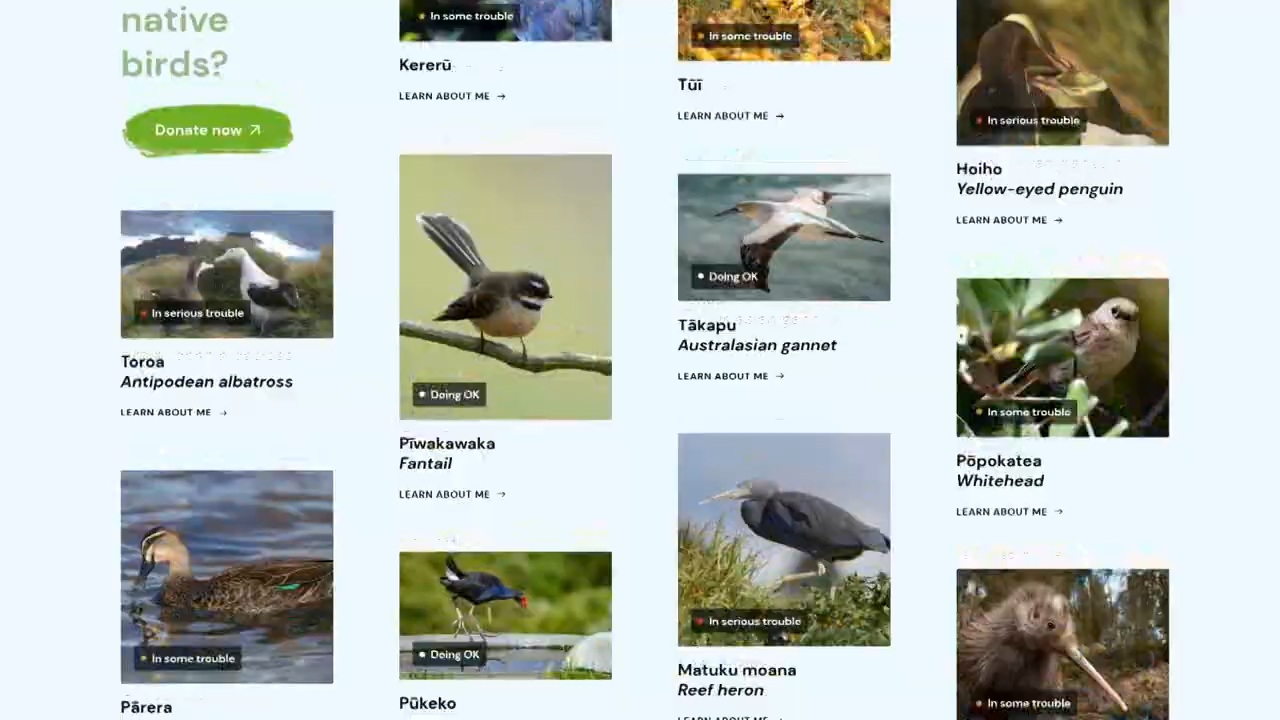 native
birds?
Donate now
In serious trouble
Toroa
Antipodean albatross
LEARN ABOUT ME →
In some trouble
Pārera
In some trouble
Kererū
LEARN ABOUT ME →
Doing OK
Pīwakawaka
Fantail
LEARN ABOUT ME →
Doing OK
Pūkeko
In some trouble
Tūī
LEARN ABOUT ME →
Doing OK
Tākapu
Australasian gannet
LEARN ABOUT ME →
In serious trouble
Matuku moana
Reef heron
LEARN ABOUT ME →
In serious trouble
Hoiho
Yellow-eyed penguin
LEARN ABOUT ME →
In some trouble
Pōpokatea
Whitehead
LEARN ABOUT ME →
In some trouble